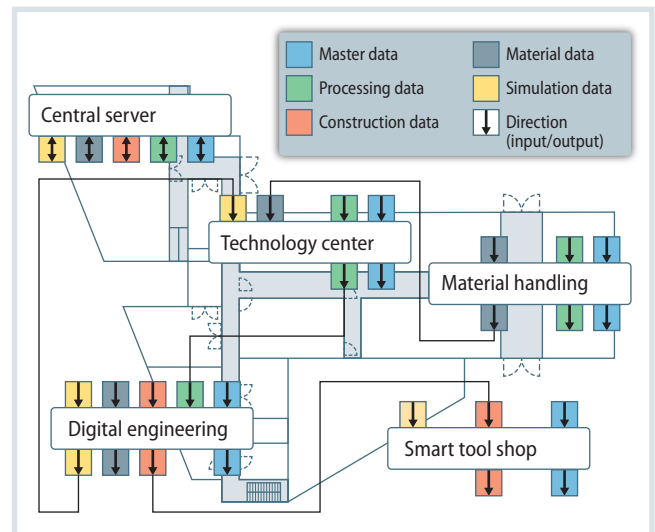 Master data
Material data
Processing data
Simulation data
Construction data
Direction
(input/output)
Central server
Technology center
Material handling
Digital engineering
Smart tool shop